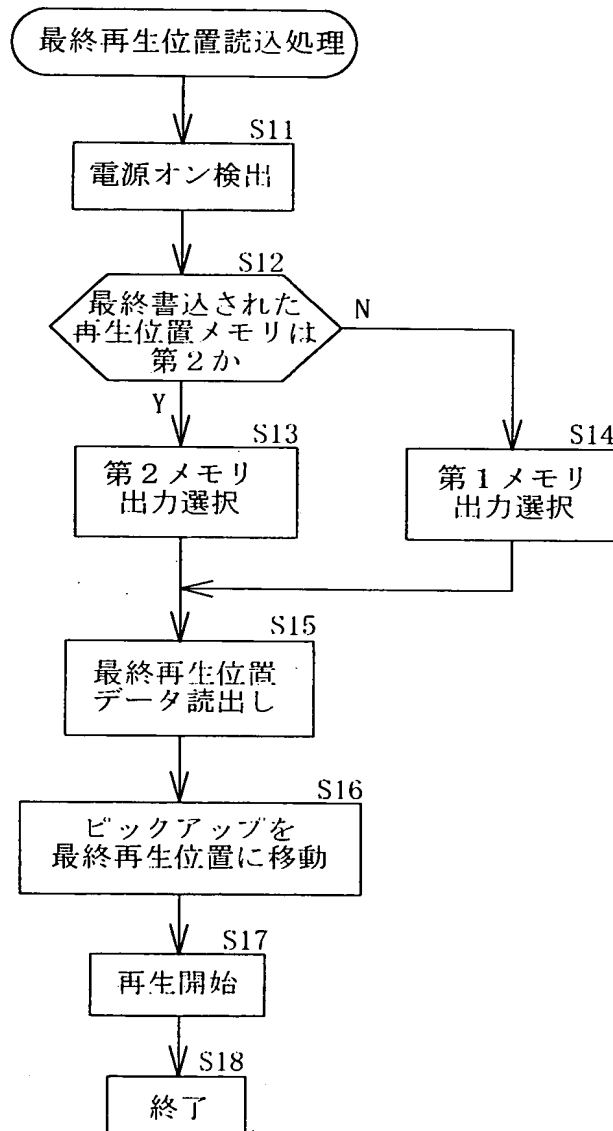 最終再生位置読込処理
S11
電源オン検出
S12
最終書込された
再生位置メモリは
第2か
N
Y
S13
第2メモリ
出力選択
S14
第1メモリ
出力選択
S15
最終再生位置
データ読出し
S16
ピックアップを
最終再生位置に移動
S17
再生開始
S18
終了